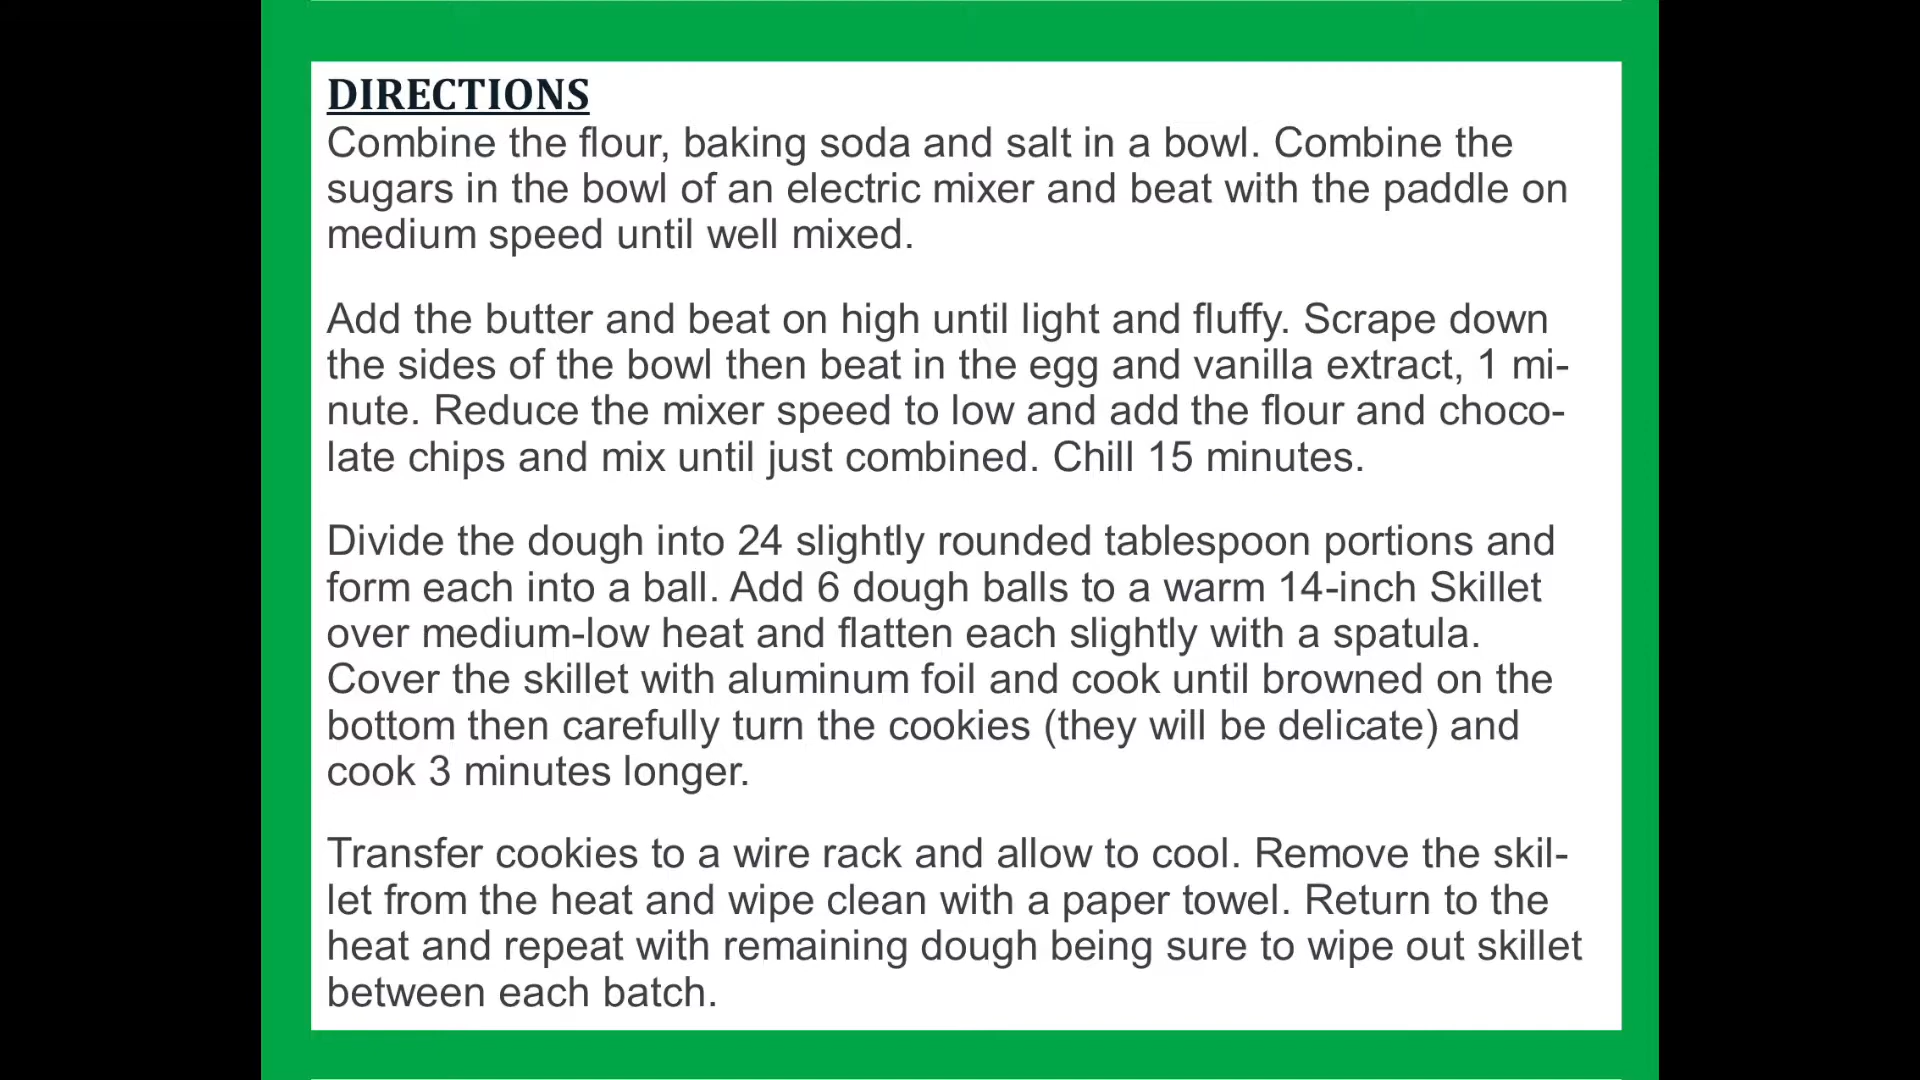 DIRECTIONS
Combine the flour, baking soda and salt in a bowl. Combine the
sugars in the bowl of an electric mixer and beat with the paddle on
medium speed until well mixed.
Add the butter and beat on high until light and fluffy. Scrape down
the sides of the bowl then beat in the egg and vanilla extract, 1 mi-
nute. Reduce the mixer speed to low and add the flour and choco-
late chips and mix until just combined. Chill 15 minutes.
Divide the dough into 24 slightly rounded tablespoon portions and
form each into a ball. Add 6 dough balls to a warm 14-inch Skillet
over medium-low heat and flatten each slightly with a spatula.
Cover the skillet with aluminum foil and cook until browned on the
bottom then carefully turn the cookies (they will be delicate) and
cook 3 minutes longer.
Transfer cookies to a wire rack and allow to cool. Remove the skil-
let from the heat and wipe clean with a paper towel. Return to the
heat and repeat with remaining dough being sure to wipe out skillet
between each batch.